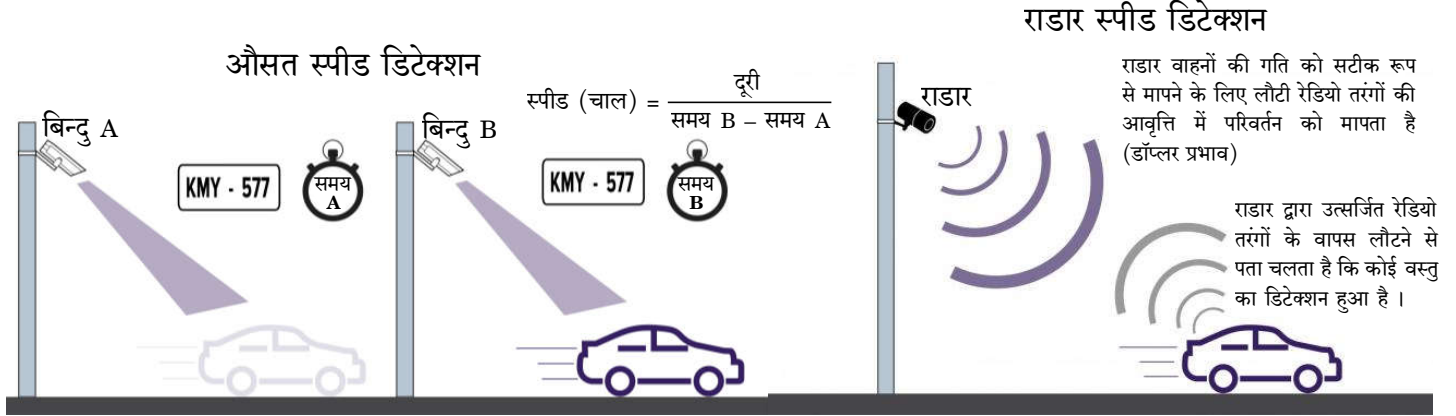 औसत स्पीड डिटेक्शन
बिन्दु A
KMY - 577
समय
A
बिन्दु B
स्पीड (चाल) = दूरी / समय B – समय A
KMY - 577
समय
B
राडार स्पीड डिटेक्शन
राडार
राडार वाहनों की गति को सटीक रूप
से मापने के लिए लौटी रेडियो तरंगों की
आवृत्ति में परिवर्तन को मापता है
(डॉप्लर प्रभाव)
राडार द्वारा उत्सर्जित रेडियो
तरंगों के वापस लौटने से
पता चलता है कि कोई वस्तु
का डिटेक्शन हुआ है ।